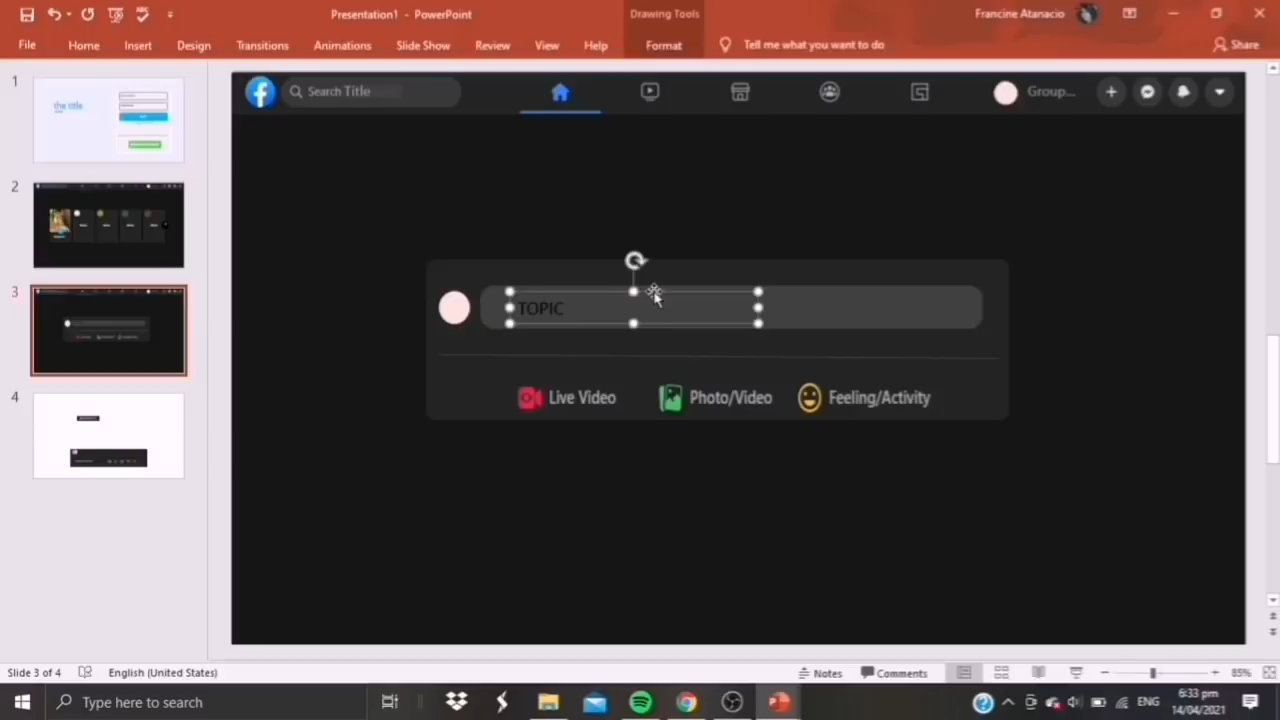 Presentation1 - PowerPoint
Drawing Tools
Francine Atanacio
File
Home
Insert
Design
Transitions
Animations
Slide Show
Review
View
Help
Format
Tell me what you want to do
Share
1
the title
2
3
4
Search Title
Group...
TOPIC
Live Video
Photo/Video
Feeling/Activity
Slide 3 of 4
English (United States)
Notes
Comments
85%
Type here to search
ENG
6:33 pm
14/04/2021